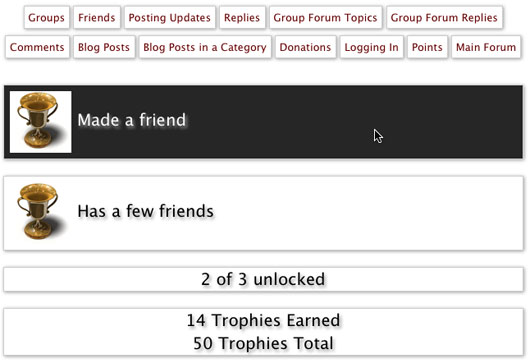 Groups Friends Posting Updates Replies Group Forum Topics Group Forum Replies
Comments Blog Posts Blog Posts in a Category Donations Logging In Points Main Forum
Made a friend
Has a few friends
2 of 3 unlocked
14 Trophies Earned
50 Trophies Total